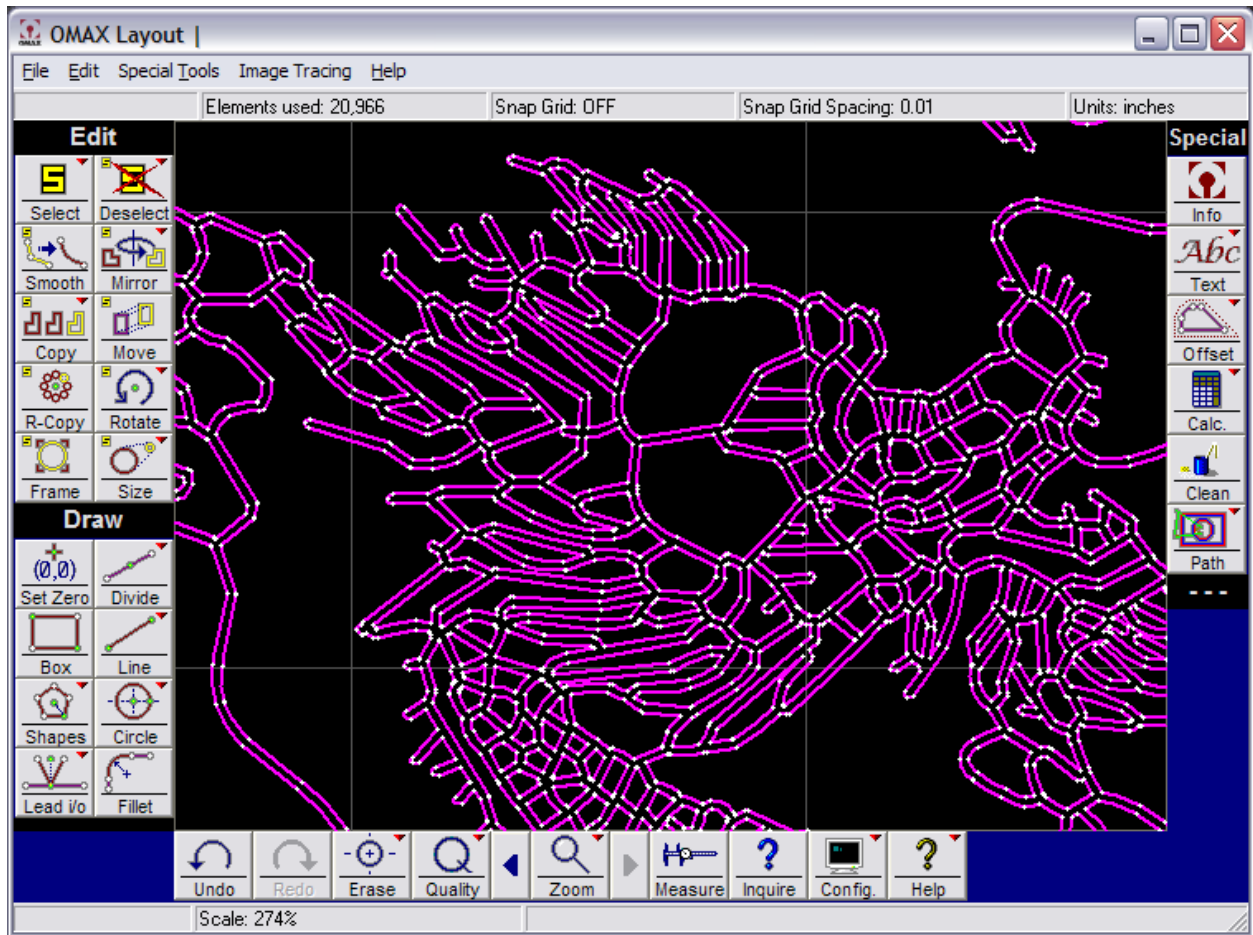 OMAX Layout |
File Edit Special Tools Image Tracing Help
Elements used: 20,966 Snap Grid: OFF Snap Grid Spacing: 0.01 Units: inches
Edit
S S
Select Deselect
S S
Smooth Mirror
S S
Copy Move
S S
R-Copy Rotate
S S
Frame Size
Draw
(0,0)
Set Zero Divide
Box Line
Shapes Circle
Lead i/o Fillet
Special
Info
Abc
Text
Offset
Calc.
Clean
Path
---
Undo Redo Erase Quality Zoom Measure Inquire Config. Help
Scale: 274%